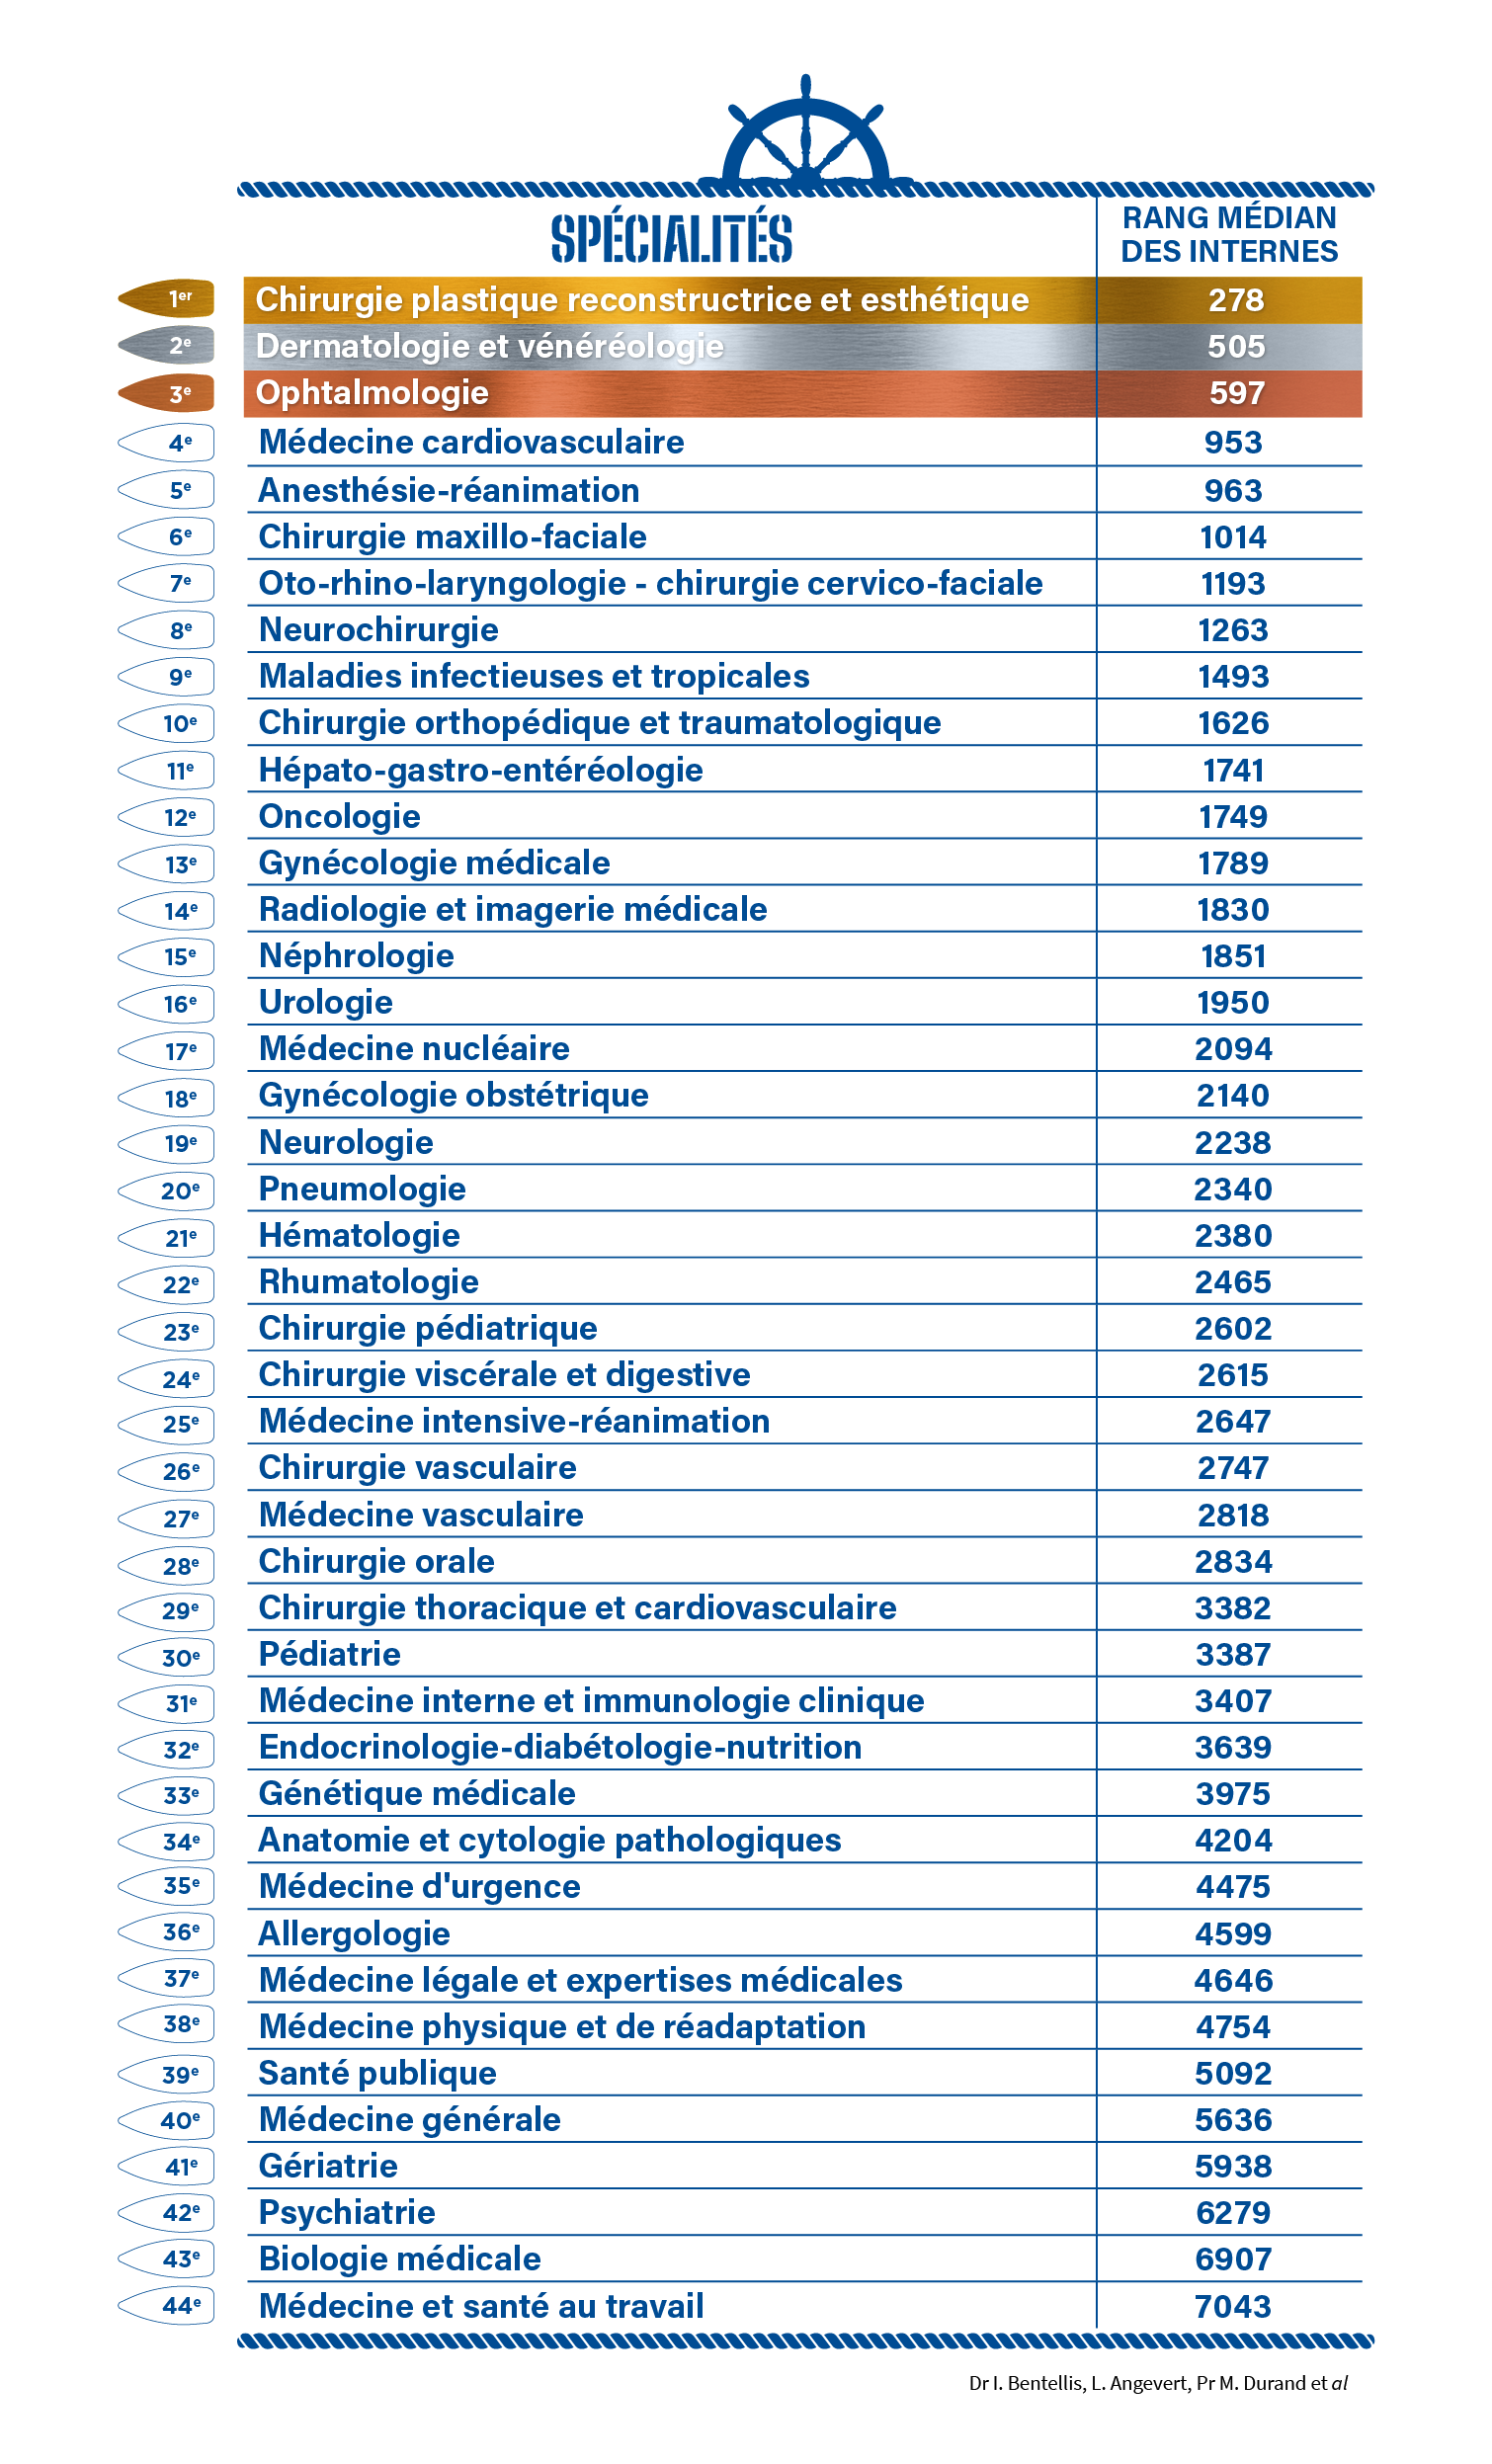 SPÉCIALITÉS
RANG MÉDIAN
DES INTERNES
1er Chirurgie plastique reconstructrice et esthétique 278
2e Dermatologie et vénéréologie 505
3e Ophtalmologie 597
4e Médecine cardiovasculaire 953
5e Anesthésie-réanimation 963
6e Chirurgie maxillo-faciale 1014
7e Oto-rhino-laryngologie - chirurgie cervico-faciale 1193
8e Neurochirurgie 1263
9e Maladies infectieuses et tropicales 1493
10e Chirurgie orthopédique et traumatologique 1626
11e Hépato-gastro-entéréologie 1741
12e Oncologie 1749
13e Gynécologie médicale 1789
14e Radiologie et imagerie médicale 1830
15e Néphrologie 1851
16e Urologie 1950
17e Médecine nucléaire 2094
18e Gynécologie obstétrique 2140
19e Neurologie 2238
20e Pneumologie 2340
21e Hématologie 2380
22e Rhumatologie 2465
23e Chirurgie pédiatrique 2602
24e Chirurgie viscérale et digestive 2615
25e Médecine intensive-réanimation 2647
26e Chirurgie vasculaire 2747
27e Médecine vasculaire 2818
28e Chirurgie orale 2834
29e Chirurgie thoracique et cardiovasculaire 3382
30e Pédiatrie 3387
31e Médecine interne et immunologie clinique 3407
32e Endocrinologie-diabétologie-nutrition 3639
33e Génétique médicale 3975
34e Anatomie et cytologie pathologiques 4204
35e Médecine d'urgence 4475
36e Allergologie 4599
37e Médecine légale et expertises médicales 4646
38e Médecine physique et de réadaptation 4754
39e Santé publique 5092
40e Médecine générale 5636
41e Gériatrie 5938
42e Psychiatrie 6279
43e Biologie médicale 6907
44e Médecine et santé au travail 7043
Dr I. Bentellis, L. Angevert, Pr M. Durand et al